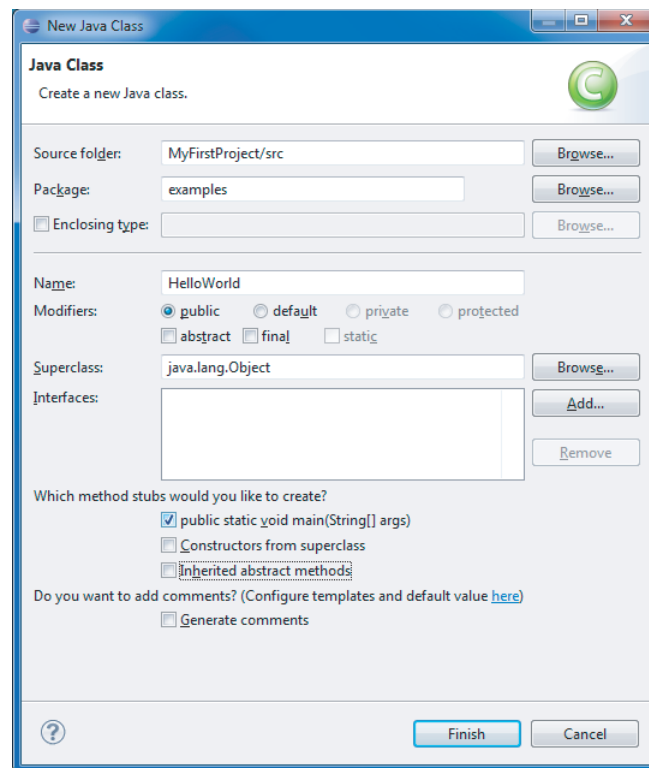 New Java Class
Java Class
Create a new Java class.
C
Source folder: MyFirstProject/src Browse...
Package: examples Browse...
Enclosing type: Browse...
Name: HelloWorld
Modifiers: public default private protected
abstract final static
Superclass: java.lang.Object Browse...
Interfaces: Add...
Remove
Which method stubs would you like to create?
public static void main(String[] args)
Constructors from superclass
Inherited abstract methods
Do you want to add comments? (Configure templates and default value here)
Generate comments
? Finish Cancel